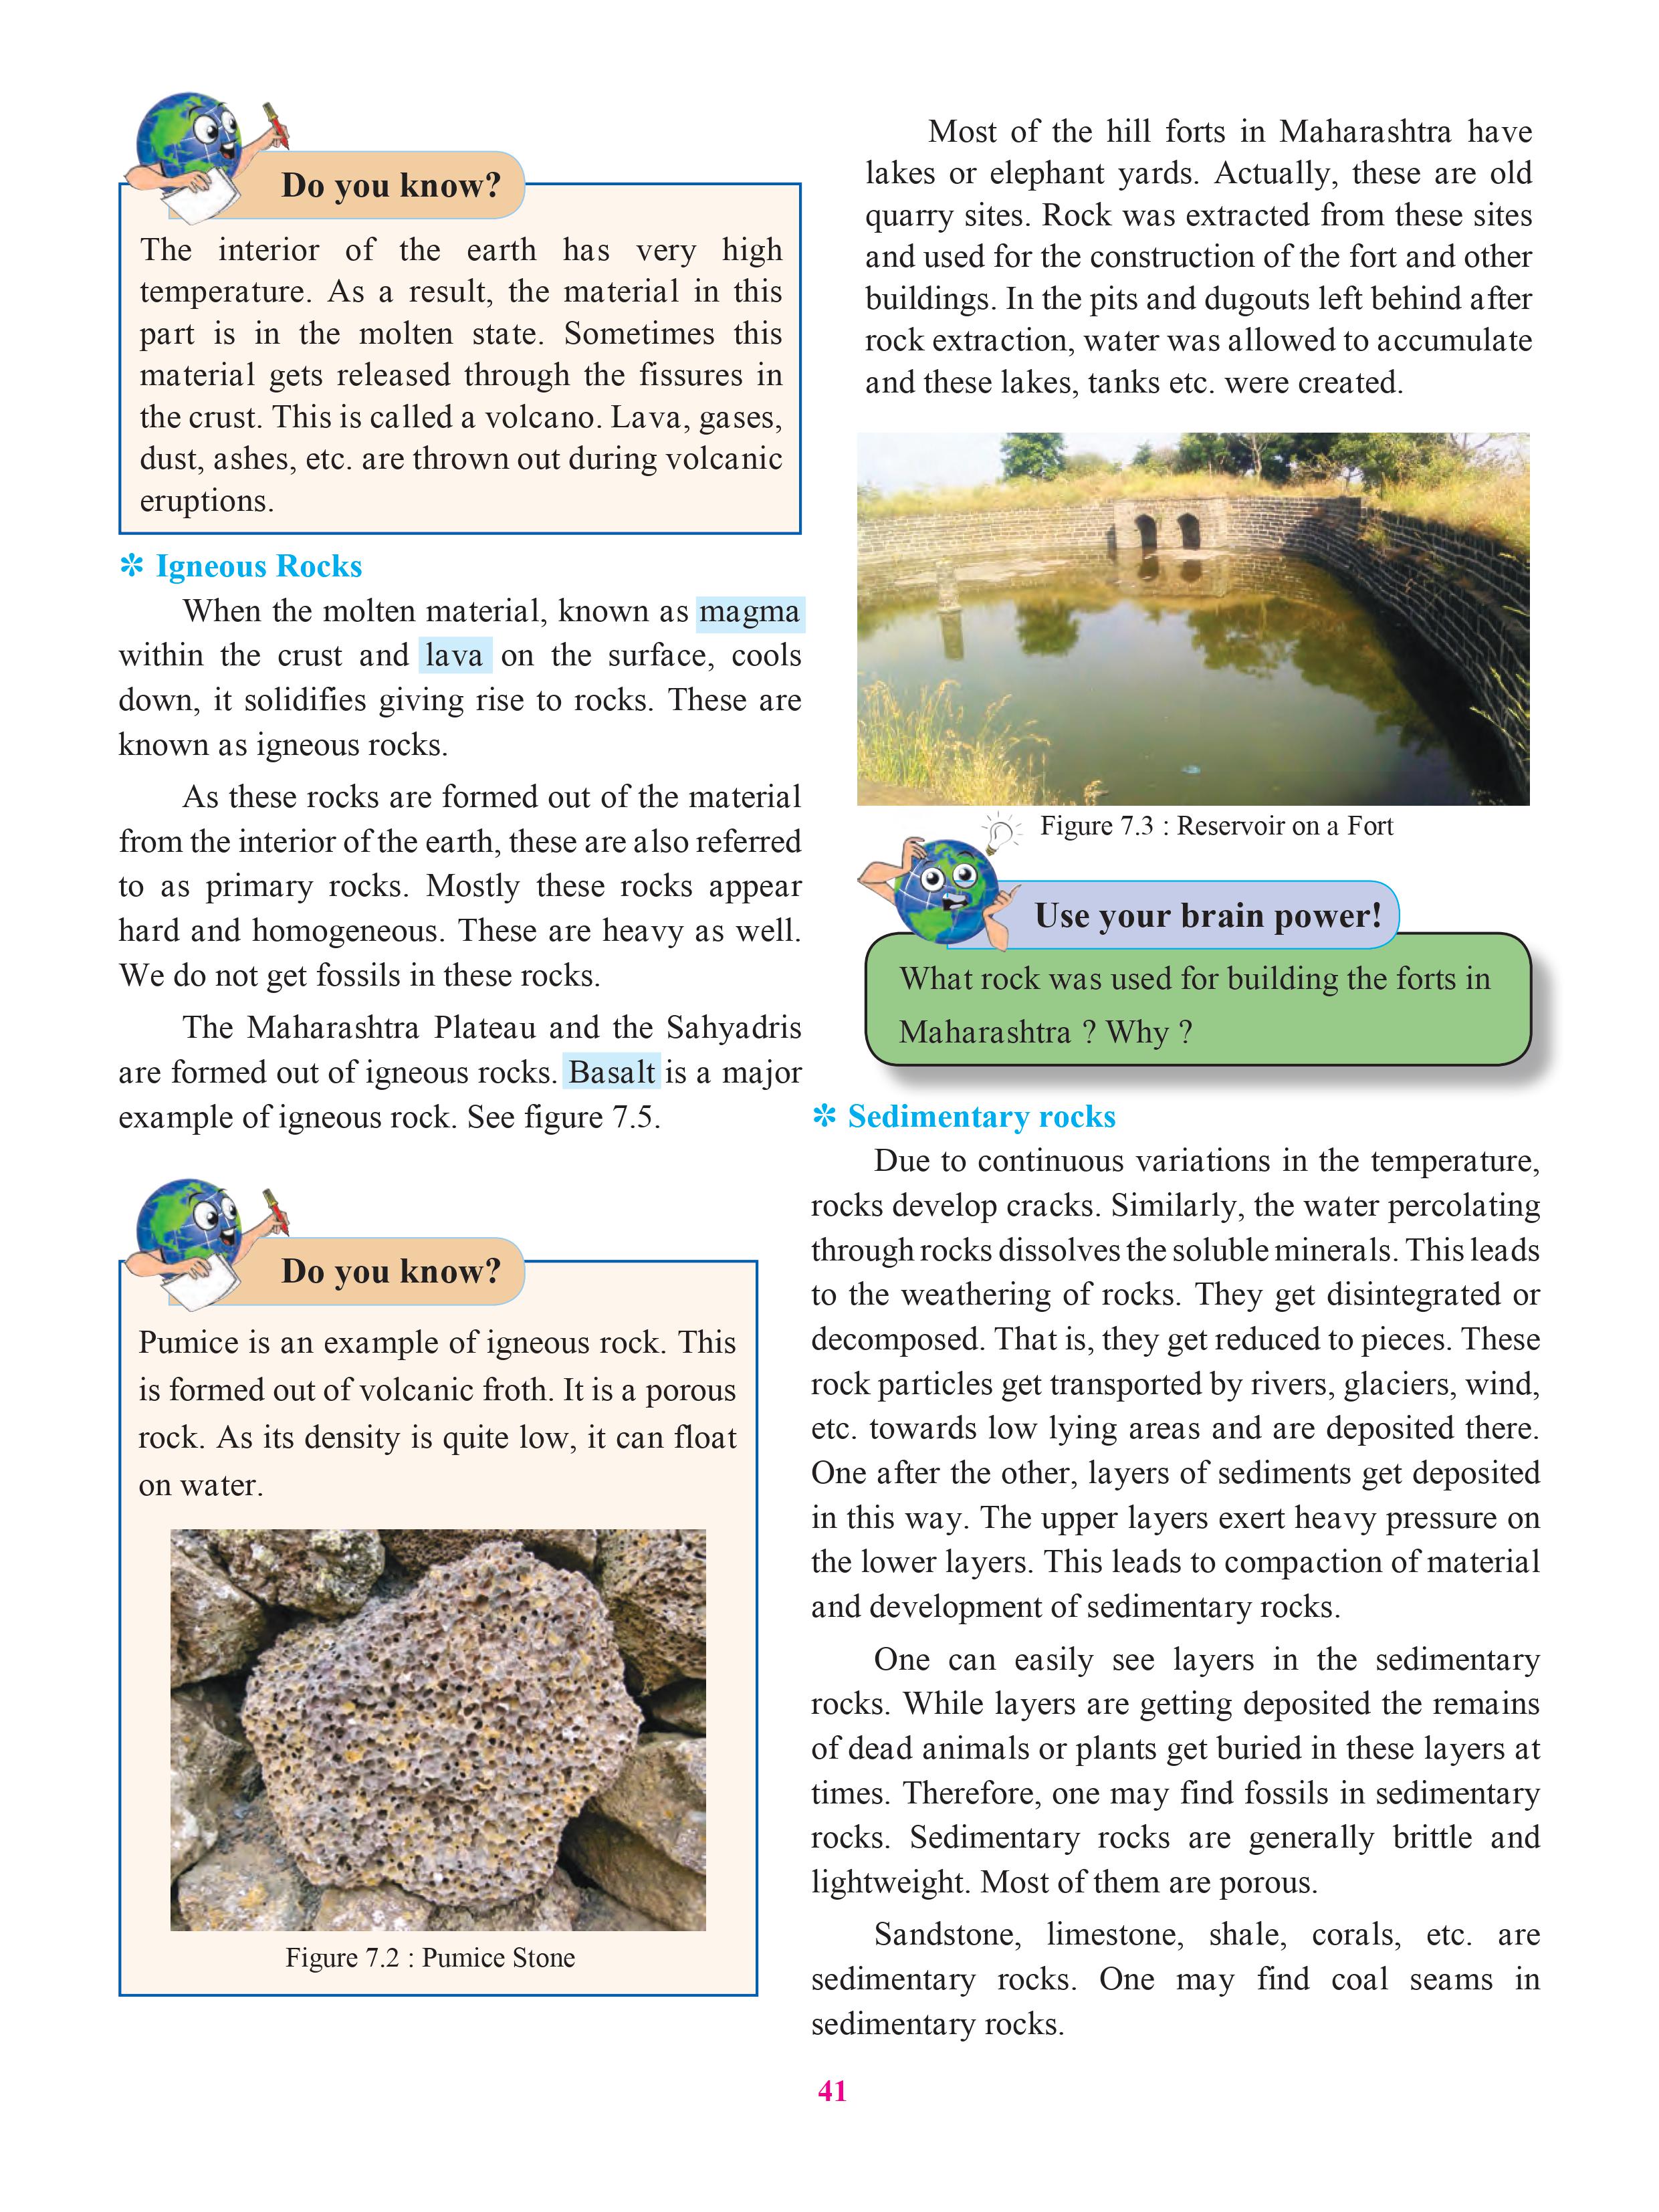 Do you know?
The interior of the earth has very high
temperature. As a result, the material in this
part is in the molten state. Sometimes this
material gets released through the fissures in
the crust. This is called a volcano. Lava, gases,
dust, ashes, etc. are thrown out during volcanic
eruptions.
✽ Igneous Rocks
When the molten material, known as magma
within the crust and lava on the surface, cools
down, it solidifies giving rise to rocks. These are
known as igneous rocks.
As these rocks are formed out of the material
from the interior of the earth, these are also referred
to as primary rocks. Mostly these rocks appear
hard and homogeneous. These are heavy as well.
We do not get fossils in these rocks.
The Maharashtra Plateau and the Sahyadris
are formed out of igneous rocks. Basalt is a major
example of igneous rock. See figure 7.5.
Do you know?
Pumice is an example of igneous rock. This
is formed out of volcanic froth. It is a porous
rock. As its density is quite low, it can float
on water.
Figure 7.2 : Pumice Stone
Most of the hill forts in Maharashtra have
lakes or elephant yards. Actually, these are old
quarry sites. Rock was extracted from these sites
and used for the construction of the fort and other
buildings. In the pits and dugouts left behind after
rock extraction, water was allowed to accumulate
and these lakes, tanks etc. were created.
Figure 7.3 : Reservoir on a Fort
Use your brain power!
What rock was used for building the forts in
Maharashtra ? Why ?
✽ Sedimentary rocks
Due to continuous variations in the temperature,
rocks develop cracks. Similarly, the water percolating
through rocks dissolves the soluble minerals. This leads
to the weathering of rocks. They get disintegrated or
decomposed. That is, they get reduced to pieces. These
rock particles get transported by rivers, glaciers, wind,
etc. towards low lying areas and are deposited there.
One after the other, layers of sediments get deposited
in this way. The upper layers exert heavy pressure on
the lower layers. This leads to compaction of material
and development of sedimentary rocks.
One can easily see layers in the sedimentary
rocks. While layers are getting deposited the remains
of dead animals or plants get buried in these layers at
times. Therefore, one may find fossils in sedimentary
rocks. Sedimentary rocks are generally brittle and
lightweight. Most of them are porous.
Sandstone, limestone, shale, corals, etc. are
sedimentary rocks. One may find coal seams in
sedimentary rocks.
41